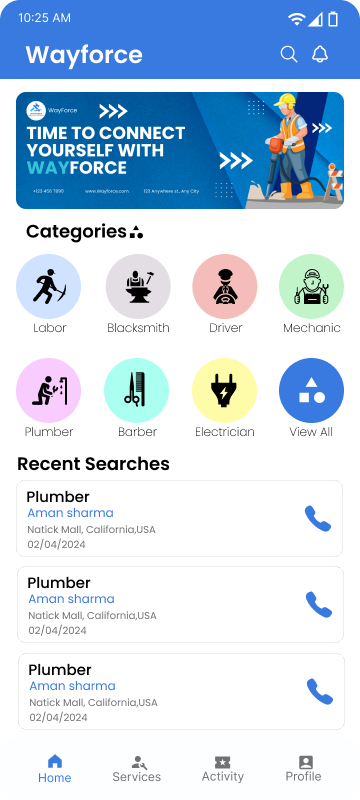 10:25 AM
Wayforce
WayForce
TIME TO CONNECT
YOURSELF WITH
WAYFORCE
+123 456 7890 www.Wayforce.com 123 Anywhere st., Any City
Categories
Labor Blacksmith Driver Mechanic
Plumber Barber Electrician View All
Recent Searches
Plumber
Aman sharma
Natick Mall, California,USA
02/04/2024
Plumber
Aman sharma
Natick Mall, California,USA
02/04/2024
Plumber
Aman sharma
Natick Mall, California,USA
02/04/2024
Home Services Activity Profile